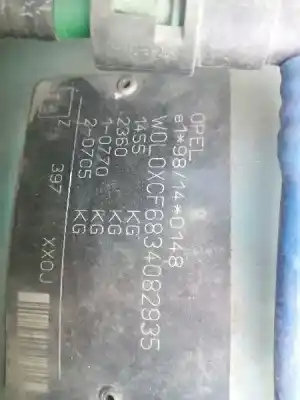 OPEL
e1*98/14*0148
W0L0XCF6834082935
1455 KG
2360 KG
1-0770 KG
2-0705 KG
Z 397 XX0J